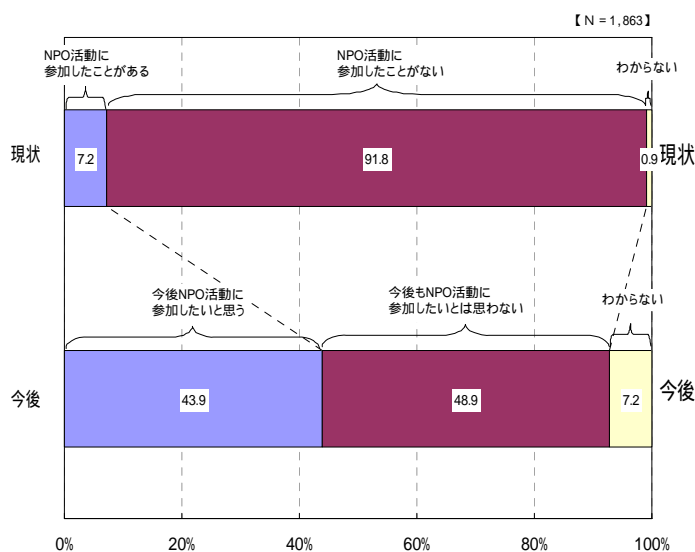 【 N = 1,863 】
NPO活動に
参加したことがある
NPO活動に
参加したことがない
わからない
現状
7.2
91.8
0.9
現状
今後NPO活動に
参加したいと思う
今後もNPO活動に
参加したいとは思わない
わからない
今後
43.9
48.9
7.2
今後
0%
20%
40%
60%
80%
100%